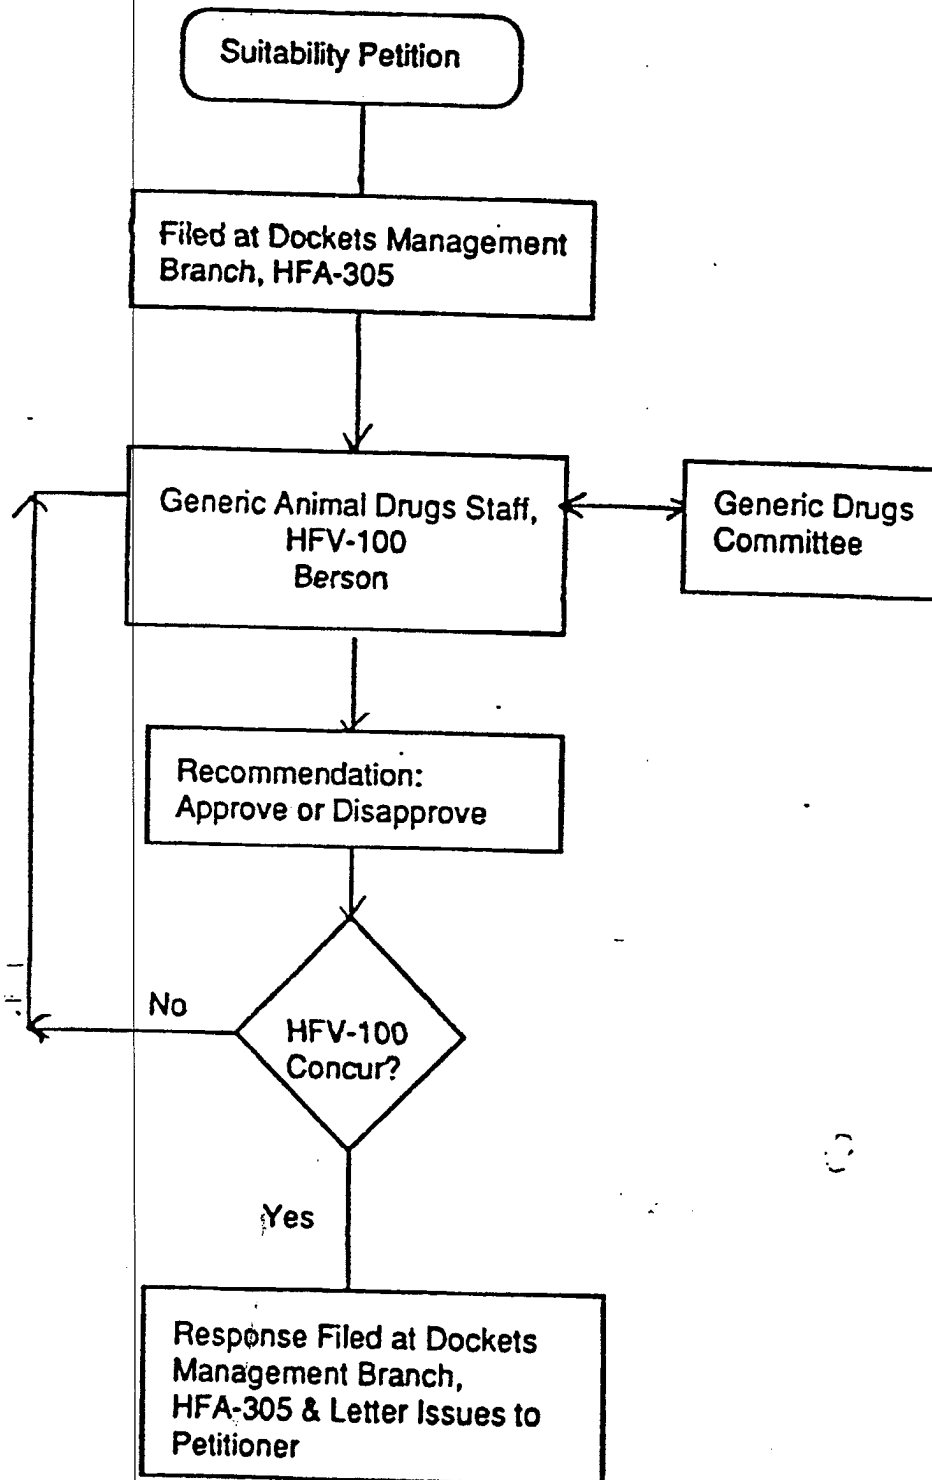 Suitability Petition
Filed at Dockets Management
Branch, HFA-305
Generic Animal Drugs Staff,
HFV-100
Berson
Generic Drugs
Committee
Recommendation:
Approve or Disapprove
HFV-100
Concur?
No
Yes
Response Filed at Dockets
Management Branch,
HFA-305 & Letter Issues to
Petitioner